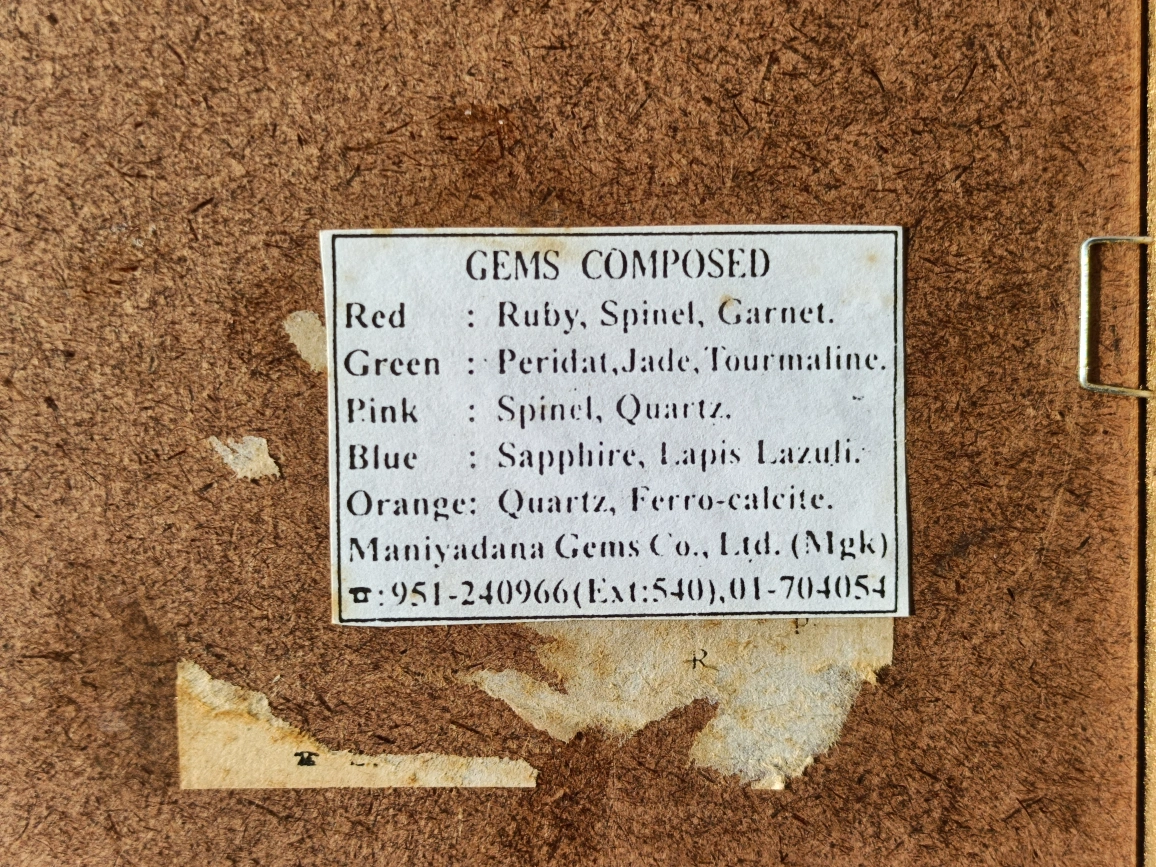 GEMS COMPOSED
Red : Ruby, Spinel, Garnet.
Green : Peridat,Jade,Tourmaline.
Pink : Spinel, Quartz.
Blue : Sapphire, Lapis Lazuli.
Orange: Quartz, Ferro-calcite.
Maniyadana Gems Co., Ltd. (Mgk)
☎:951-240966(Ext:540),01-704054
R
☎